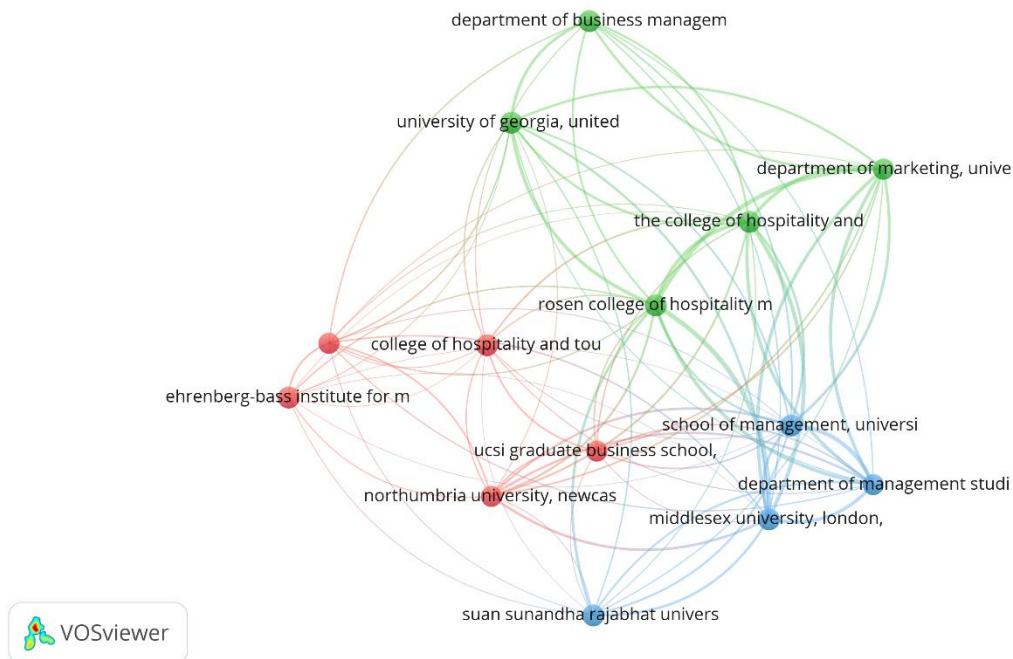 department of business managem
university of georgia, united
department of marketing, unive
the college of hospitality and
rosen college of hospitality m
college of hospitality and tou
ehrenberg-bass institute for m
school of management, universi
ucsi graduate business school,
department of management studi
northumbria university, newcas
middlesex university, london,
suan sunandha rajabhat univers
VOSviewer